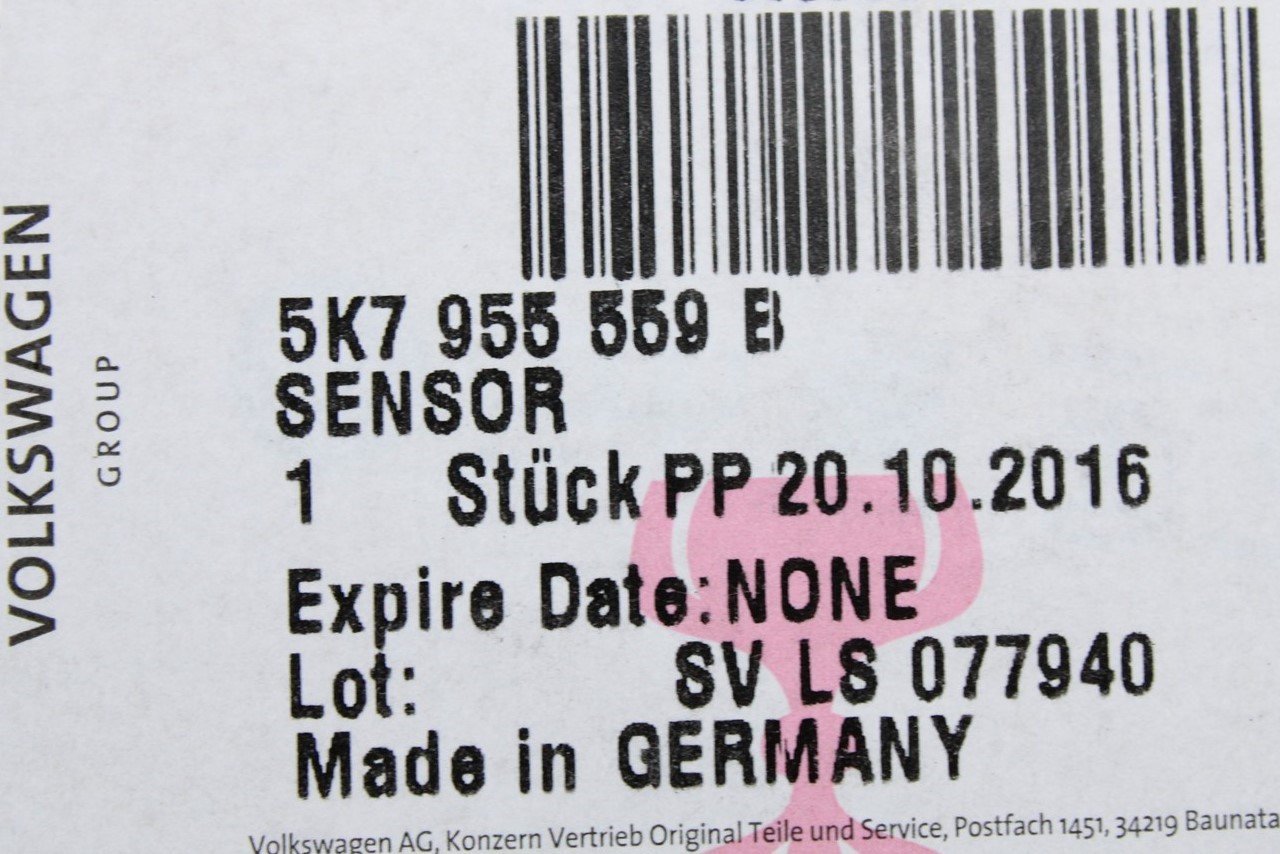 VOLKSWAGEN
GROUP
5K7 955 559 B
SENSOR
1 Stück PP 20.10.2016
Expire Date: NONE
Lot: SV LS 077940
Made in GERMANY
Volkswagen AG, Konzern Vertrieb Original Teile und Service, Postfach 1451, 34219 Baunata